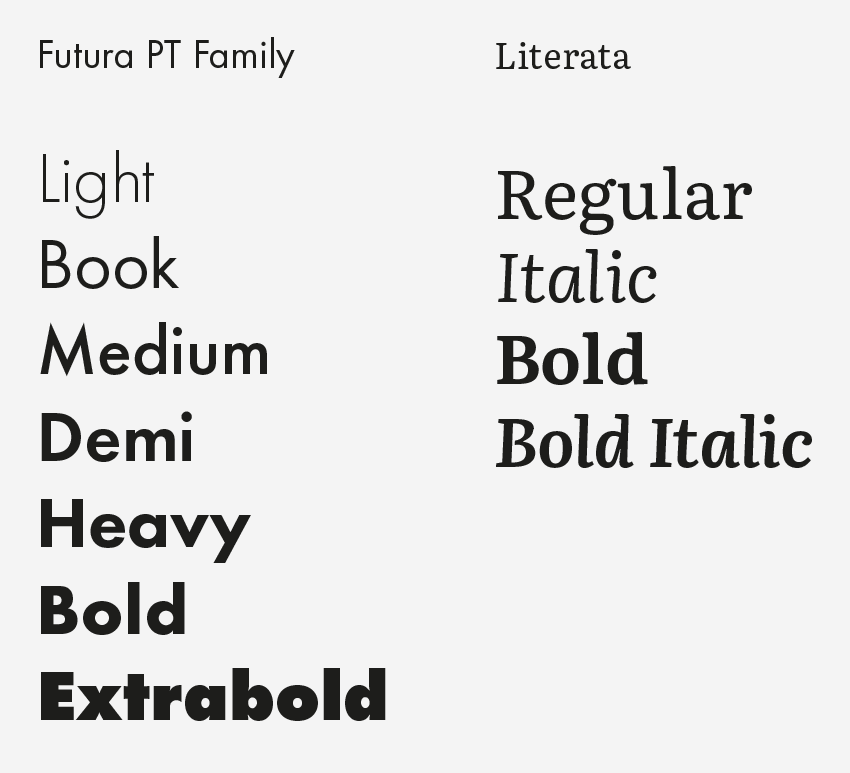 Futura PT Family
Light
Book
Medium
Demi
Heavy
Bold
Extrabold
Literata
Regular
Italic
Bold
Bold Italic